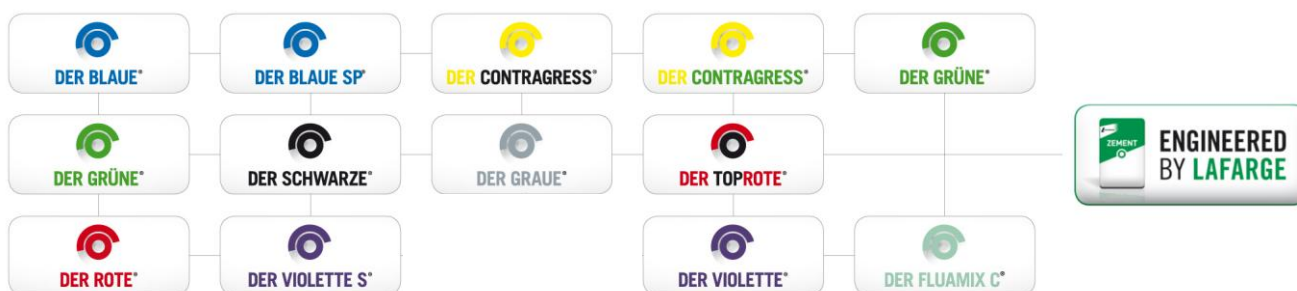 DER BLAUE®
DER BLAUE SP®
DER CONTRAGRESS®
DER CONTRAGRESS®
DER GRÜNE®
DER GRÜNE®
DER SCHWARZE®
DER GRAUE®
DER TOPROTE®
ZEMENT
ENGINEERED
BY LAFARGE
DER ROTE®
DER VIOLETTE S®
DER VIOLETTE®
DER FLUAMIX C®